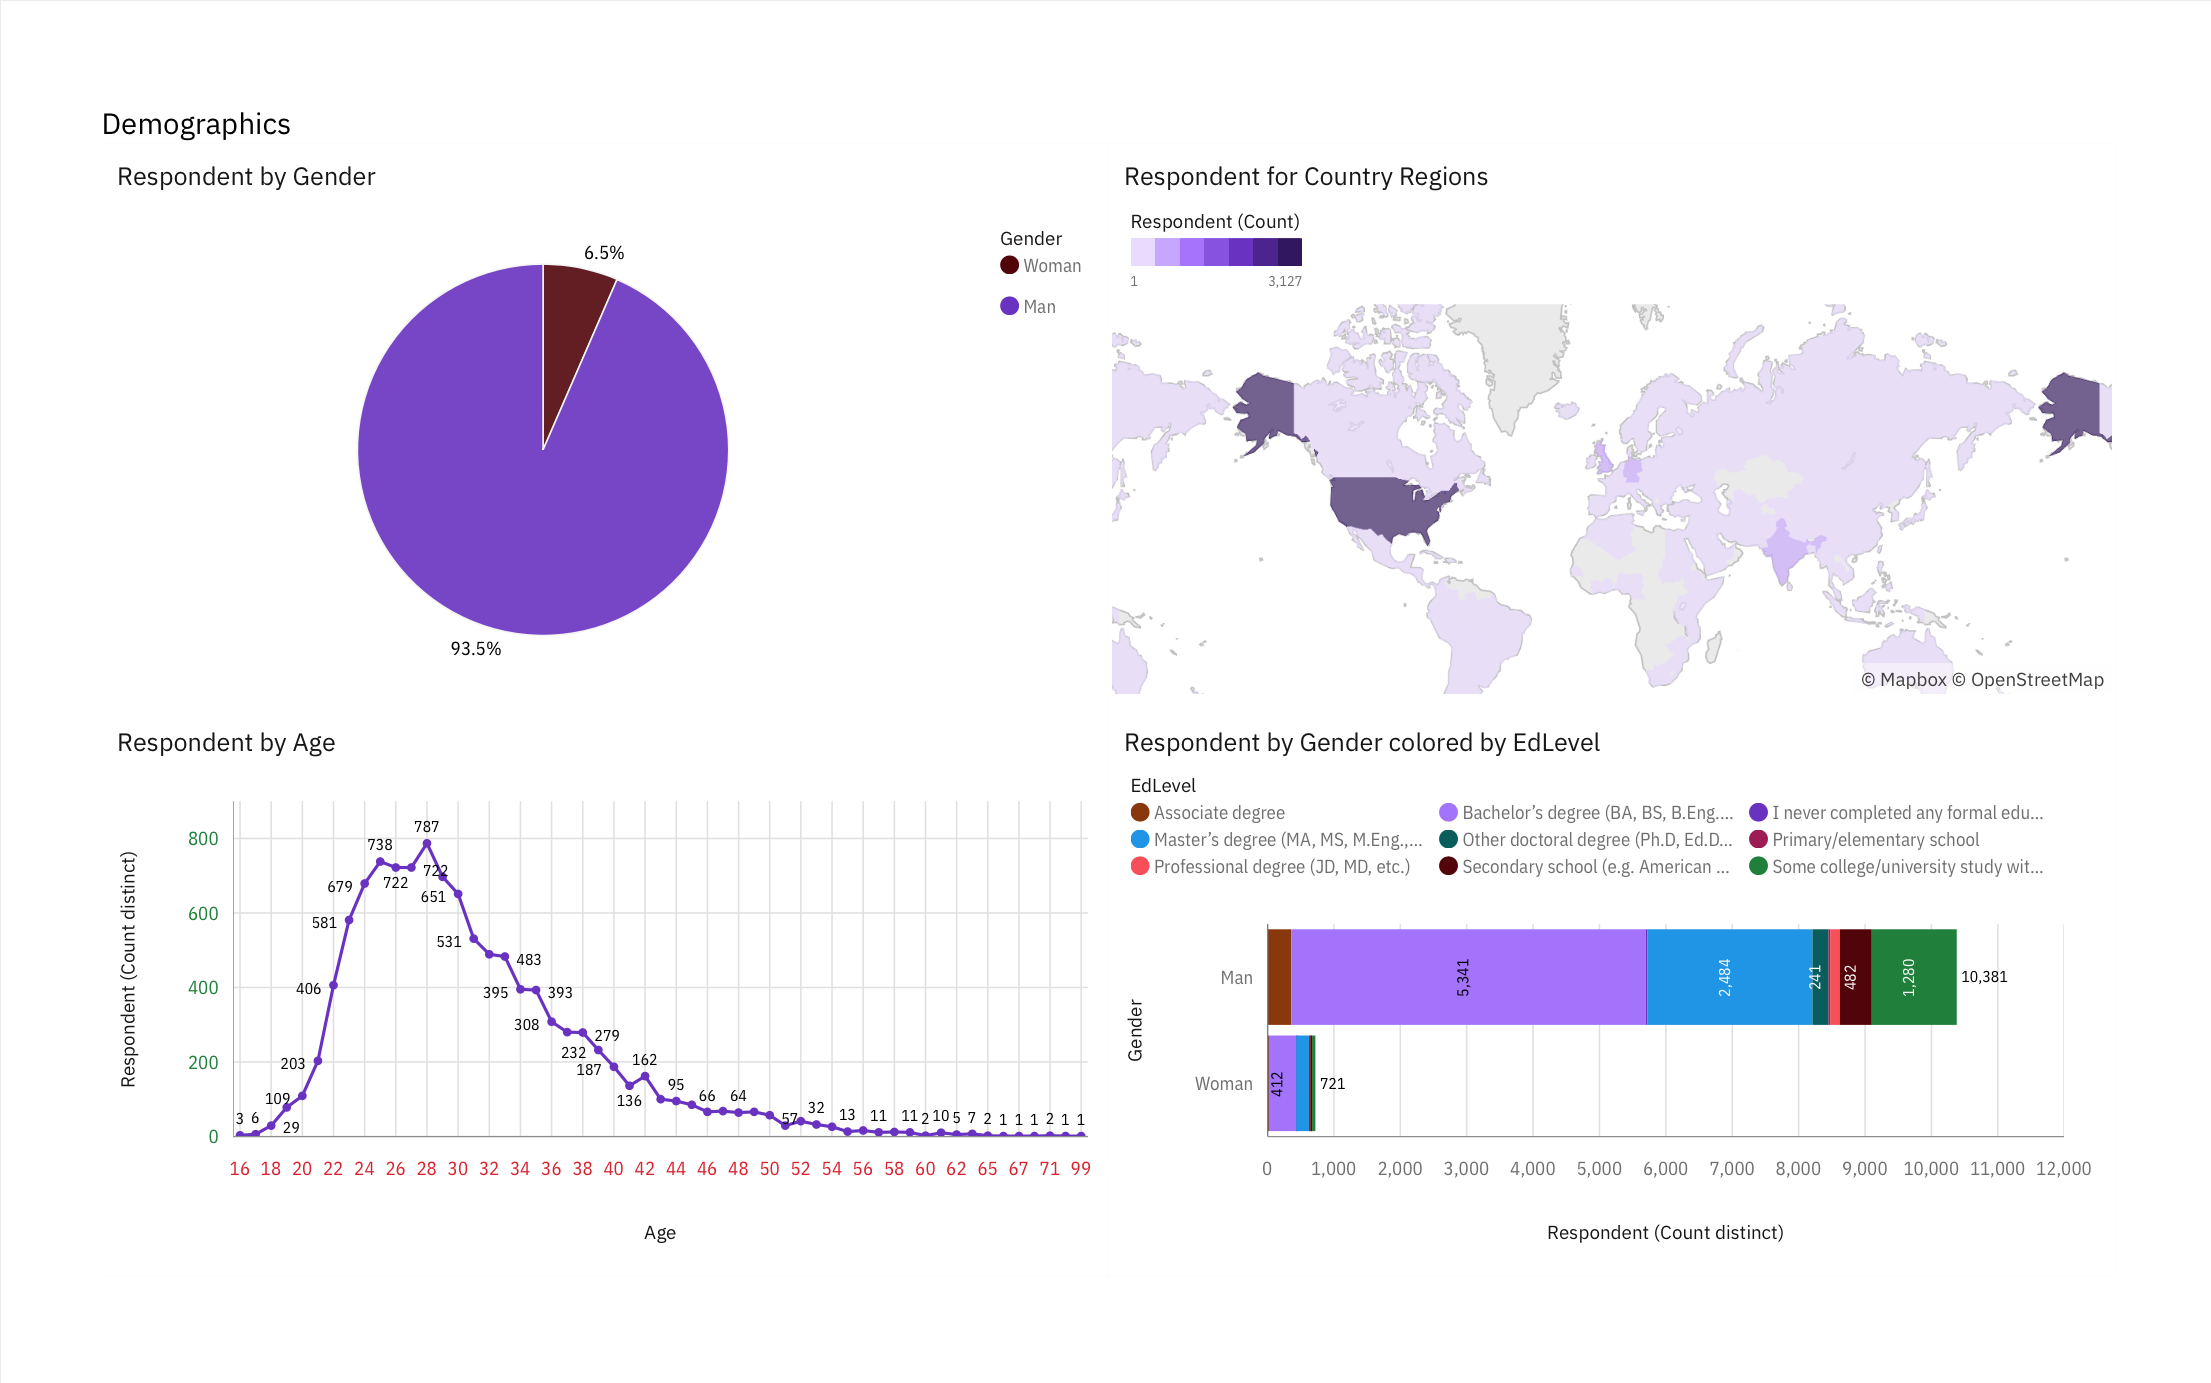 Demographics
Respondent by Gender
6.5%
93.5%
Gender
Woman
Man
Respondent for Country Regions
Respondent (Count)
1 3,127
© Mapbox © OpenStreetMap
Respondent by Age
Respondent (Count distinct)
800
600
400
200
0
3 6 29 109 203 406 581 679 738 722 787 722 651 531 483 395 393 308 279 232 187 136 162 95 66 64 57 32 13 11 11 2 10 5 7 2 1 1 1 2 1 1
16 18 20 22 24 26 28 30 32 34 36 38 40 42 44 46 48 50 52 54 56 58 60 62 65 67 71 99
Age
Respondent by Gender colored by EdLevel
EdLevel
Associate degree Bachelor’s degree (BA, BS, B.Eng.... I never completed any formal edu...
Master’s degree (MA, MS, M.Eng.,... Other doctoral degree (Ph.D, Ed.D... Primary/elementary school
Professional degree (JD, MD, etc.) Secondary school (e.g. American ... Some college/university study wit...
Gender
Man 5,341 2,484 241 482 1,280 10,381
Woman 412 721
0 1,000 2,000 3,000 4,000 5,000 6,000 7,000 8,000 9,000 10,000 11,000 12,000
Respondent (Count distinct)